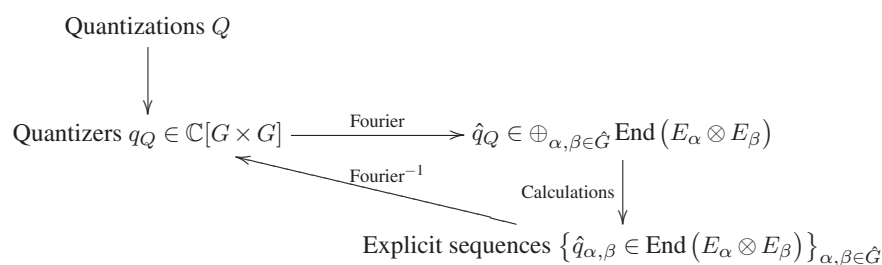 Quantizations Q
Quantizers q_Q ∈ ℂ[G × G]
Fourier
q̂_Q ∈ ⊕_{α,β∈Ĝ} End (E_α ⊗ E_β)
Fourier⁻¹
Calculations
Explicit sequences {q̂_{α,β} ∈ End (E_α ⊗ E_β)}_{α,β∈Ĝ}